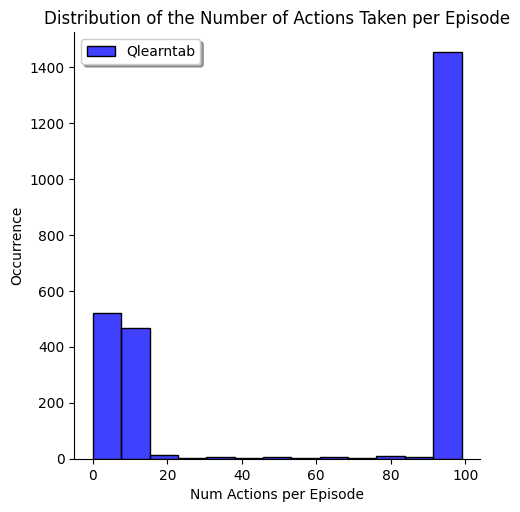 Distribution of the Number of Actions Taken per Episode
Qlearntab
1400
1200
1000
800
600
400
200
0
Occurrence
0 20 40 60 80 100
Num Actions per Episode